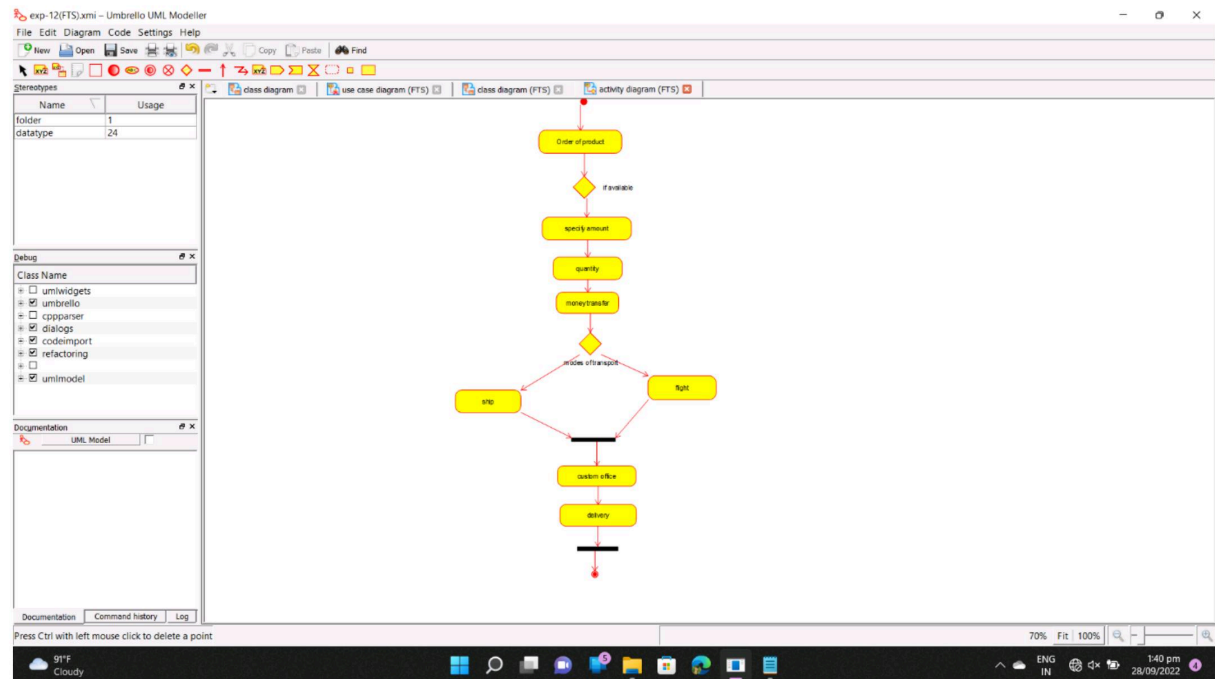 exp-12(FTS).xmi – Umbrello UML Modeller
File Edit Diagram Code Settings Help
New Open Save Copy Paste Find
XYZ XYZ
Stereotypes
class diagram use case diagram (FTS) class diagram (FTS) activity diagram (FTS)
Name Usage
folder 1
datatype 24
Debug
Class Name
umlwidgets
umbrello
cppparser
dialogs
codeimport
refactoring
umlmodel
Documentation
UML Model
Documentation Command history Log
Order of product
if available
specify amount
quantity
money transfer
modes of transport
ship
flight
custom office
delivery
Press Ctrl with left mouse click to delete a point
70% Fit 100%
91°F
Cloudy
5
ENG
IN
1:40 pm
28/09/2022
4